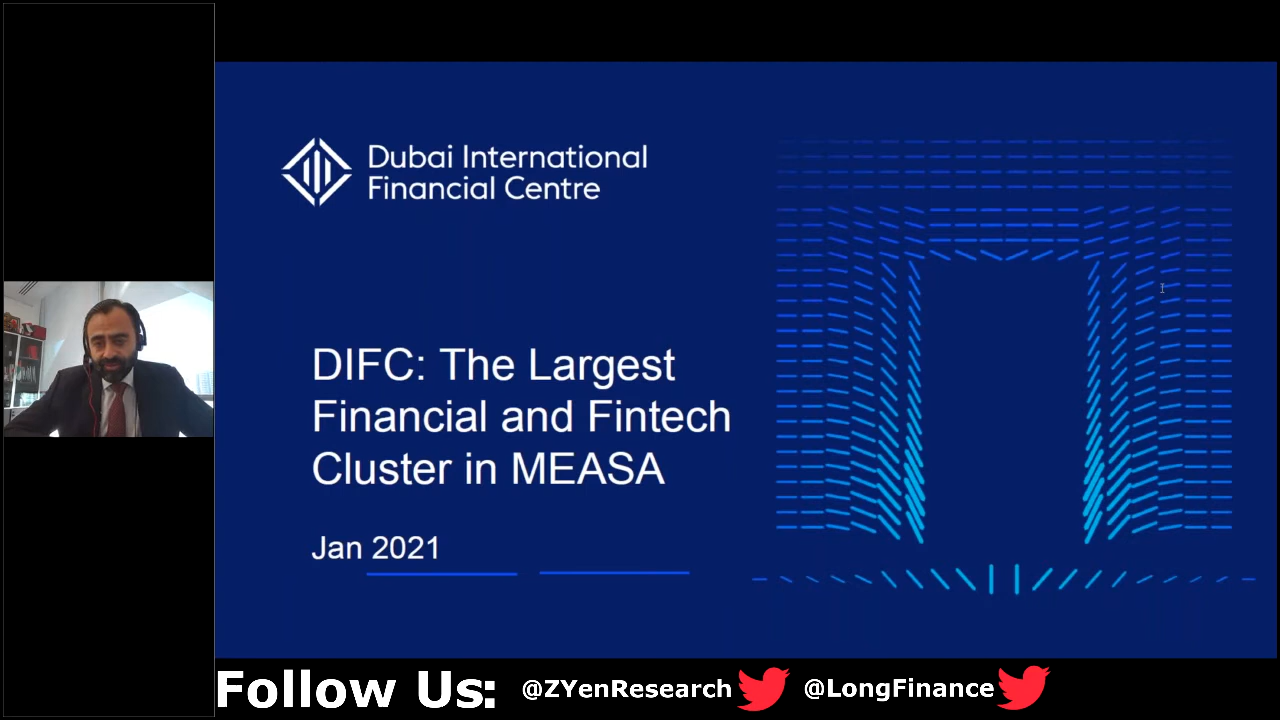 Dubai International
Financial Centre
DIFC: The Largest
Financial and Fintech
Cluster in MEASA
Jan 2021
Follow Us: @ZYenResearch @LongFinance